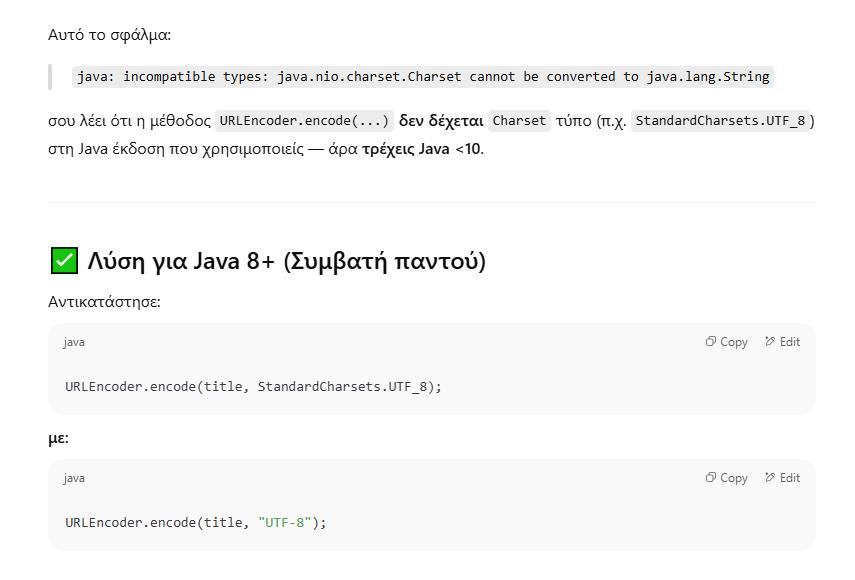 Αυτό το σφάλμα:
java: incompatible types: java.nio.charset.Charset cannot be converted to java.lang.String
σου λέει ότι η μέθοδος URLEncoder.encode(...) δεν δέχεται Charset τύπο (π.χ. StandardCharsets.UTF_8)
στη Java έκδοση που χρησιμοποιείς — άρα τρέχεις Java <10.
✅ Λύση για Java 8+ (Συμβατή παντού)
Αντικατάστησε:
java Copy Edit
URLEncoder.encode(title, StandardCharsets.UTF_8);
με:
java Copy Edit
URLEncoder.encode(title, "UTF-8");